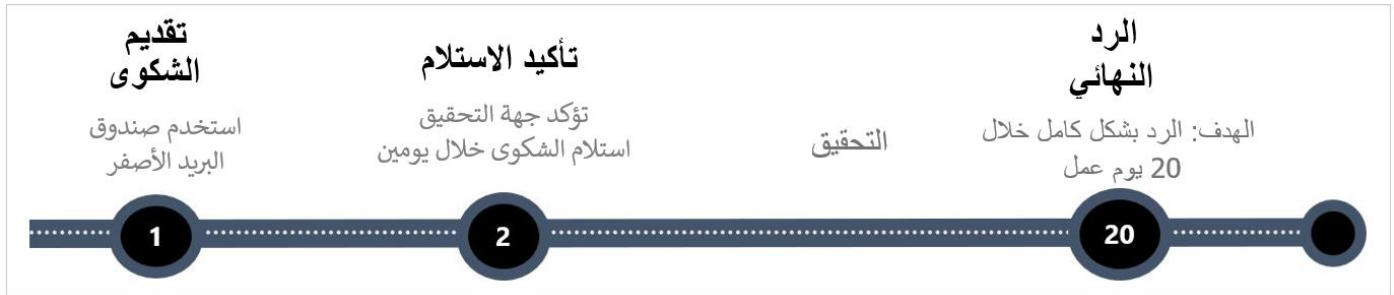 تقديم
الشكوى
استخدم صندوق
البريد الأصفر
1
تأكيد الاستلام
تؤكد جهة التحقيق
استلام الشكوى خلال يومين
2
التحقيق
الرد
النهائي
الهدف: الرد بشكل كامل خلال
20 يوم عمل
20